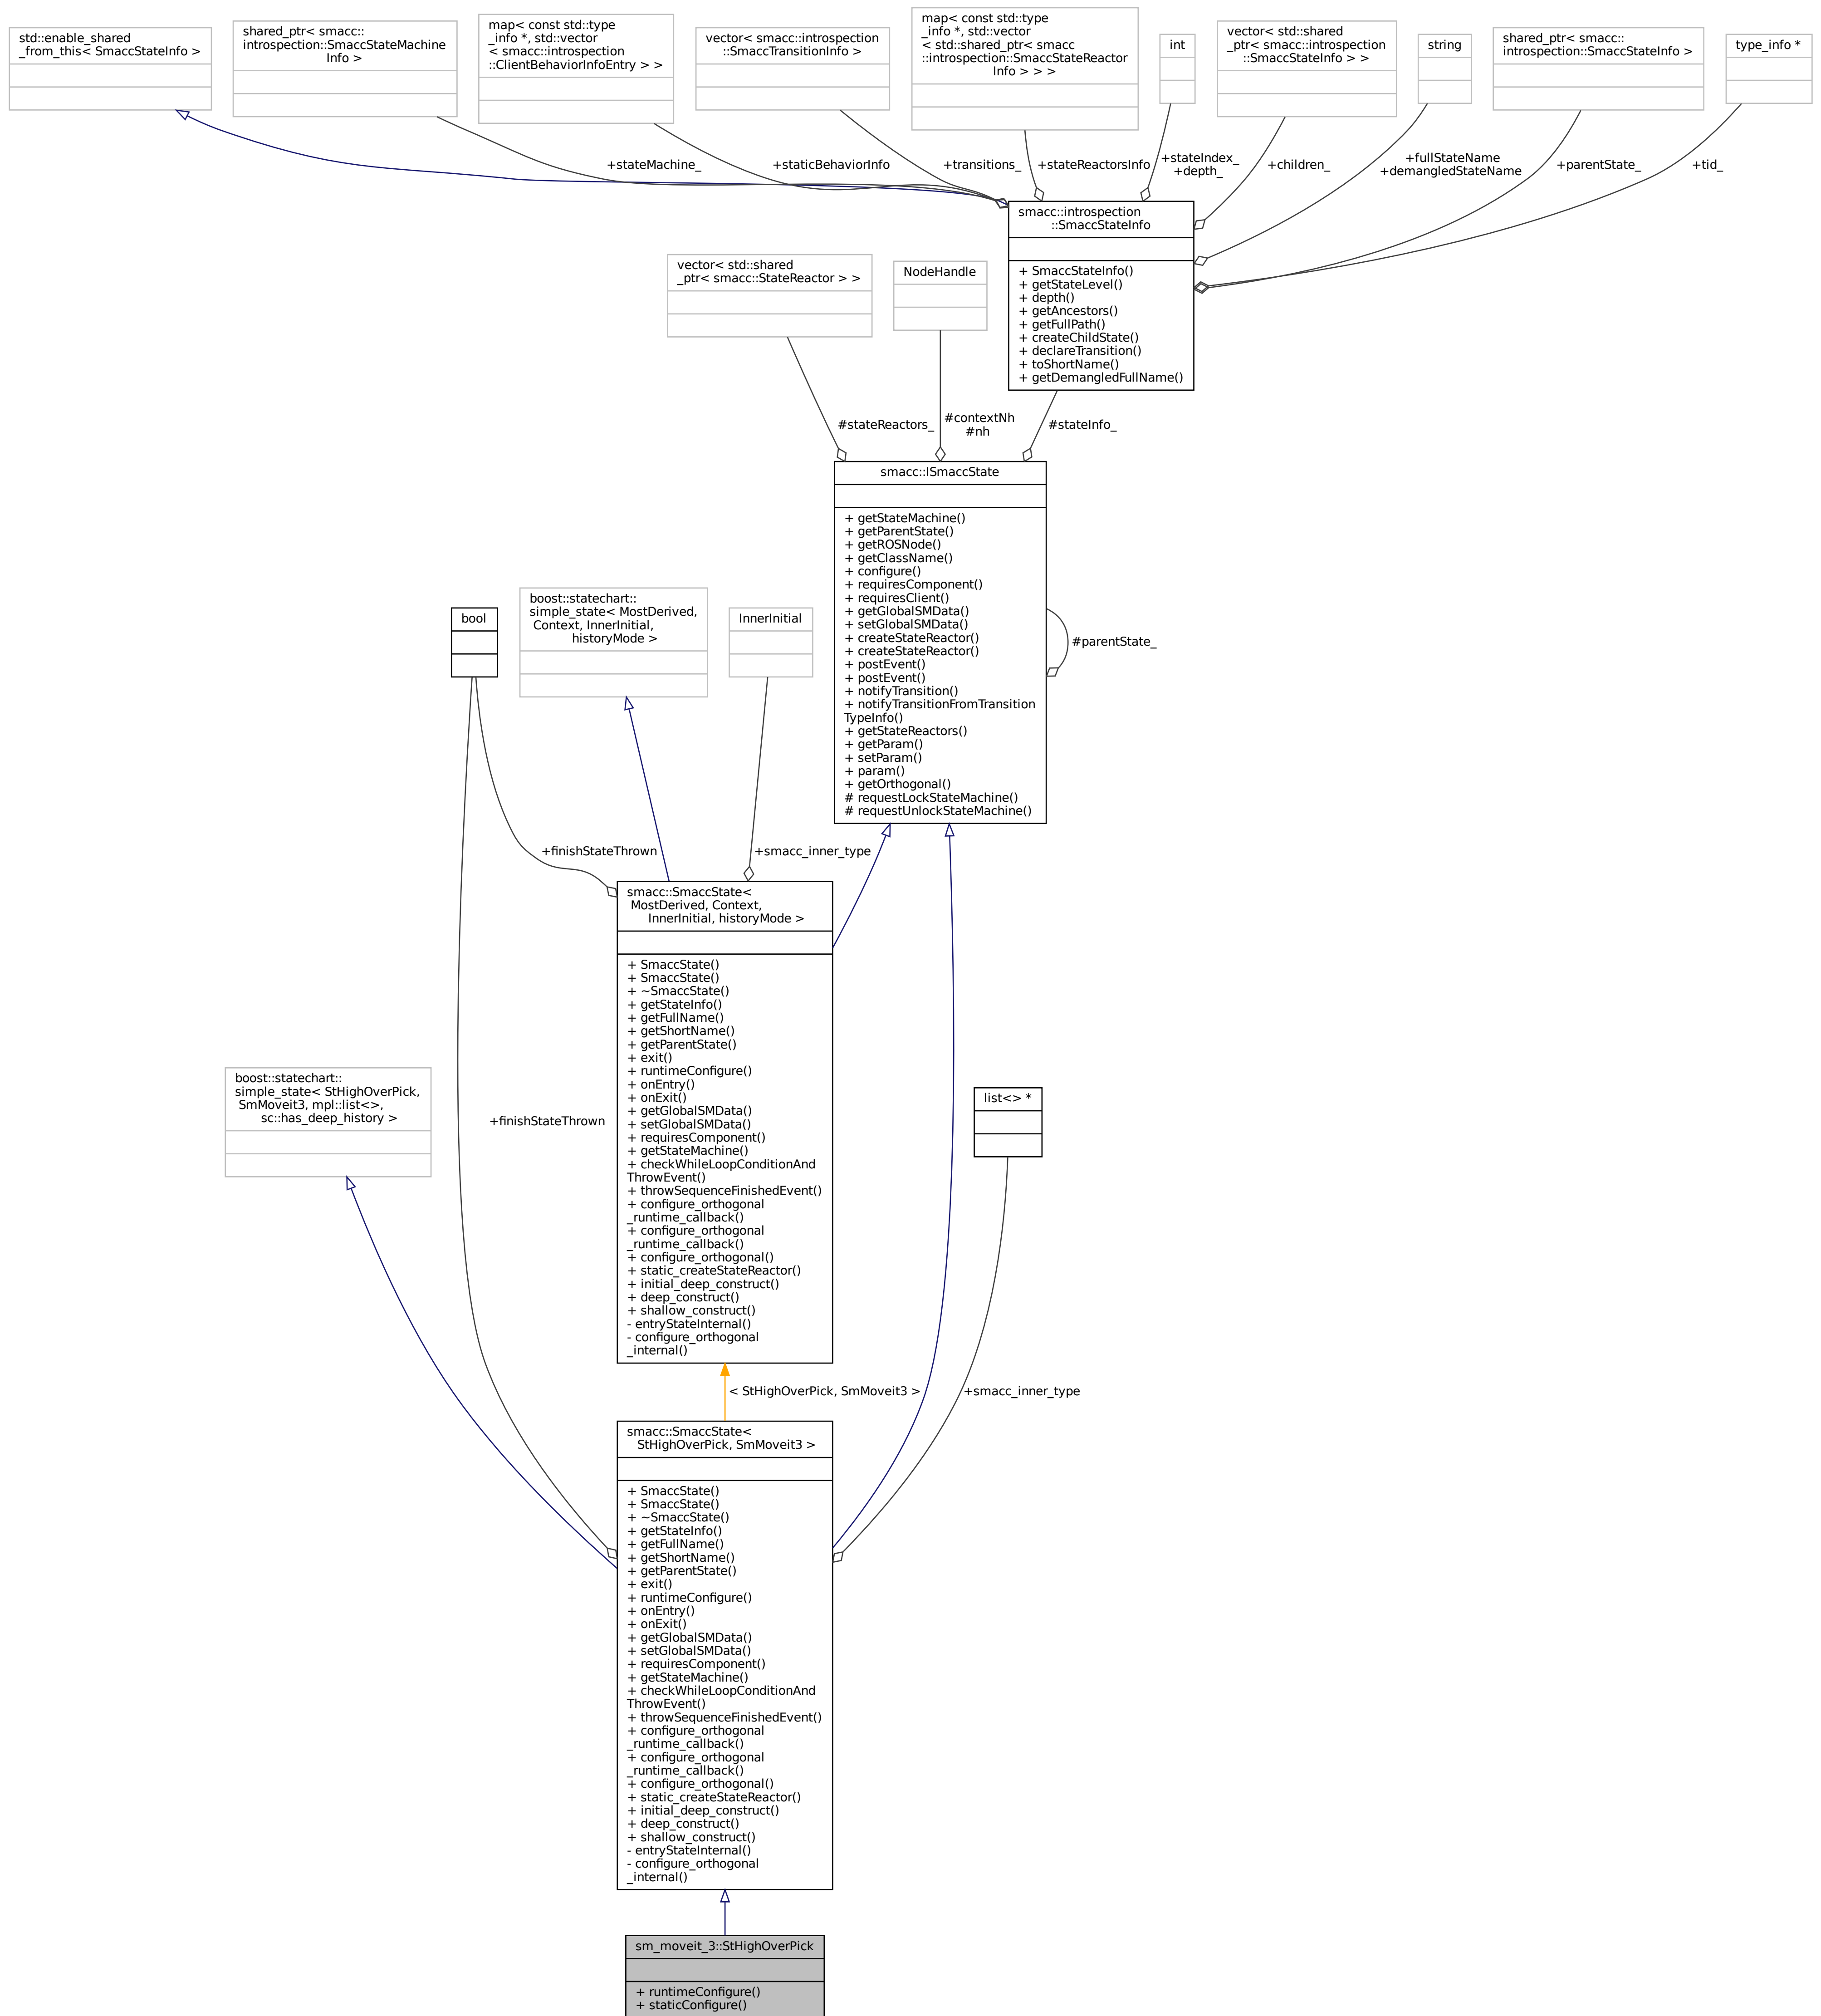 std::enable_shared
_from_this< SmaccStateInfo >
shared_ptr< smacc::
introspection::SmaccStateMachine
Info >
map< const std::type
_info *, std::vector
< smacc::introspection
::ClientBehaviorInfoEntry > >
vector< smacc::introspection
::SmaccTransitionInfo >
map< const std::type
_info *, std::vector
< std::shared_ptr< smacc
::introspection::SmaccStateReactor
Info > > >
int
vector< std::shared
_ptr< smacc::introspection
::SmaccStateInfo > >
string
shared_ptr< smacc::
introspection::SmaccStateInfo >
type_info *
+stateMachine_
+staticBehaviorInfo
+transitions_
+stateReactorsInfo
+stateIndex_
+depth_
+children_
+fullStateName
+demangledStateName
+parentState_
+tid_
smacc::introspection
::SmaccStateInfo
+ SmaccStateInfo()
+ getStateLevel()
+ depth()
+ getAncestors()
+ getFullPath()
+ createChildState()
+ declareTransition()
+ toShortName()
+ getDemangledFullName()
vector< std::shared
_ptr< smacc::StateReactor > >
NodeHandle
#stateReactors_
#contextNh
#nh
#stateInfo_
smacc::ISmaccState
+ getStateMachine()
+ getParentState()
+ getROSNode()
+ getClassName()
+ configure()
+ requiresComponent()
+ requiresClient()
+ getGlobalSMData()
+ setGlobalSMData()
+ createStateReactor()
+ createStateReactor()
+ postEvent()
+ postEvent()
+ notifyTransition()
+ notifyTransitionFromTransition
TypeInfo()
+ getStateReactors()
+ getParam()
+ setParam()
+ param()
+ getOrthogonal()
# requestLockStateMachine()
# requestUnlockStateMachine()
#parentState_
bool
boost::statechart::
simple_state< MostDerived,
Context, InnerInitial,
historyMode >
InnerInitial
+finishStateThrown
+smacc_inner_type
smacc::SmaccState<
MostDerived, Context,
InnerInitial, historyMode >
+ SmaccState()
+ SmaccState()
+ ~SmaccState()
+ getStateInfo()
+ getFullName()
+ getShortName()
+ getParentState()
+ exit()
+ runtimeConfigure()
+ onEntry()
+ onExit()
+ getGlobalSMData()
+ setGlobalSMData()
+ requiresComponent()
+ getStateMachine()
+ checkWhileLoopConditionAnd
ThrowEvent()
+ throwSequenceFinishedEvent()
+ configure_orthogonal
_runtime_callback()
+ configure_orthogonal
_runtime_callback()
+ configure_orthogonal()
+ static_createStateReactor()
+ initial_deep_construct()
+ deep_construct()
+ shallow_construct()
- entryStateInternal()
- configure_orthogonal
_internal()
boost::statechart::
simple_state< StHighOverPick,
SmMoveit3, mpl::list<>,
sc::has_deep_history >
+finishStateThrown
list<> *
< StHighOverPick, SmMoveit3 >
+smacc_inner_type
smacc::SmaccState<
StHighOverPick, SmMoveit3 >
+ SmaccState()
+ SmaccState()
+ ~SmaccState()
+ getStateInfo()
+ getFullName()
+ getShortName()
+ getParentState()
+ exit()
+ runtimeConfigure()
+ onEntry()
+ onExit()
+ getGlobalSMData()
+ setGlobalSMData()
+ requiresComponent()
+ getStateMachine()
+ checkWhileLoopConditionAnd
ThrowEvent()
+ throwSequenceFinishedEvent()
+ configure_orthogonal
_runtime_callback()
+ configure_orthogonal
_runtime_callback()
+ configure_orthogonal()
+ static_createStateReactor()
+ initial_deep_construct()
+ deep_construct()
+ shallow_construct()
- entryStateInternal()
- configure_orthogonal
_internal()
sm_moveit_3::StHighOverPick
+ runtimeConfigure()
+ staticConfigure()